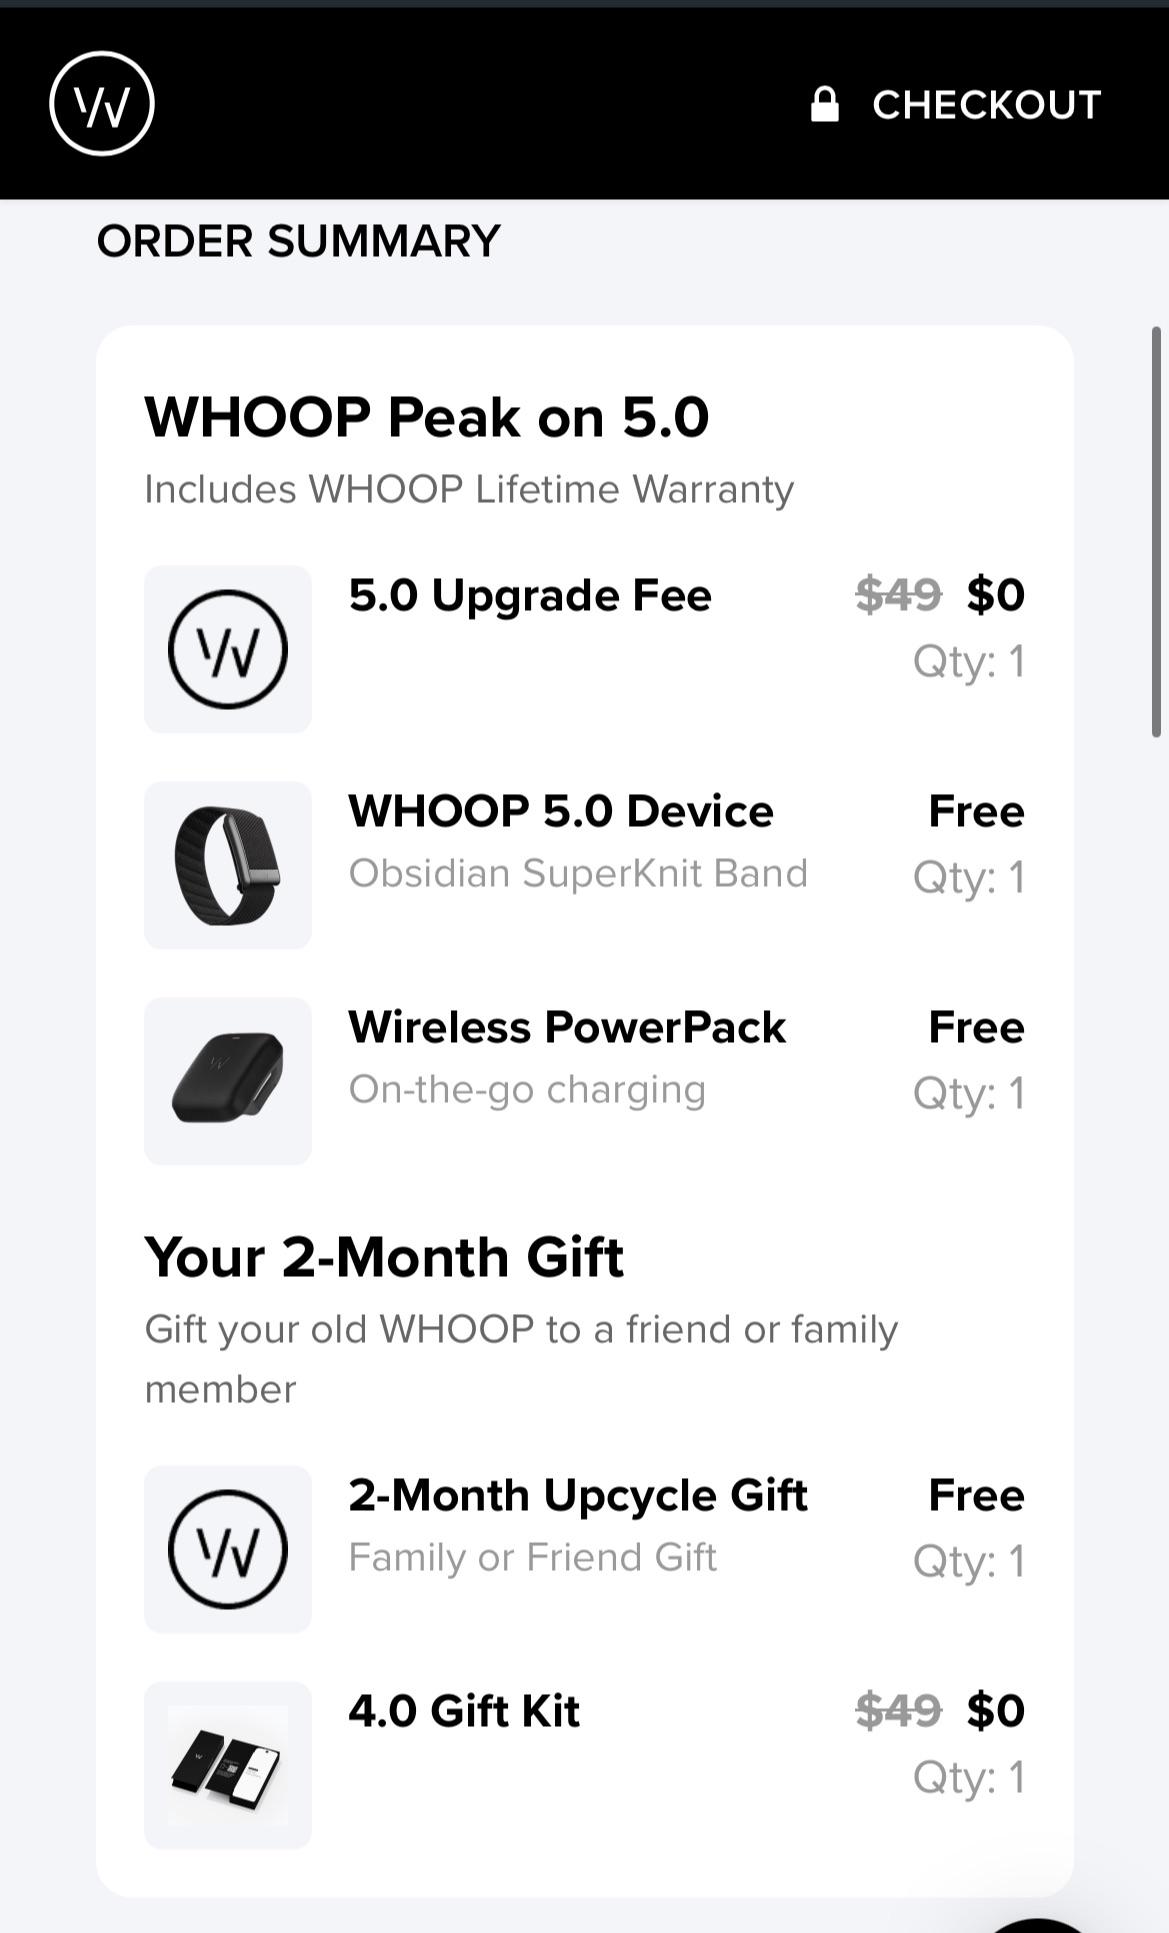 CHECKOUT
ORDER SUMMARY
WHOOP Peak on 5.0
Includes WHOOP Lifetime Warranty
5.0 Upgrade Fee $49 $0
Qty: 1
WHOOP 5.0 Device Free
Obsidian SuperKnit Band Qty: 1
Wireless PowerPack Free
On-the-go charging Qty: 1
Your 2-Month Gift
Gift your old WHOOP to a friend or family
member
2-Month Upcycle Gift Free
Family or Friend Gift Qty: 1
4.0 Gift Kit $49 $0
Qty: 1